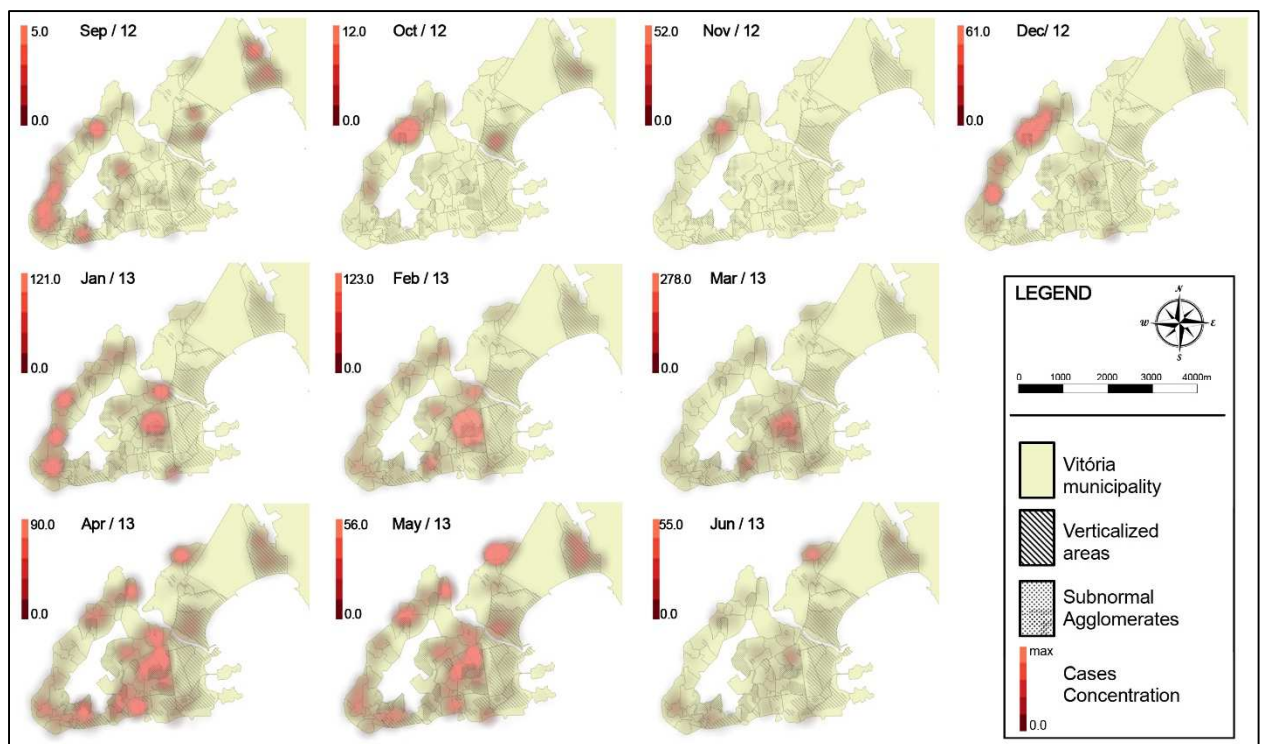 5.0 Sep / 12
0.0
12.0 Oct / 12
0.0
52.0 Nov / 12
0.0
61.0 Dec/ 12
0.0
121.0 Jan / 13
0.0
123.0 Feb / 13
0.0
278.0 Mar / 13
0.0
90.0 Apr / 13
0.0
56.0 May / 13
0.0
55.0 Jun / 13
0.0
LEGEND
N
W E
S
0 1000 2000 3000 4000m
Vitória
municipality
Verticalized
areas
Subnormal
Agglomerates
max
Cases
Concentration
0.0